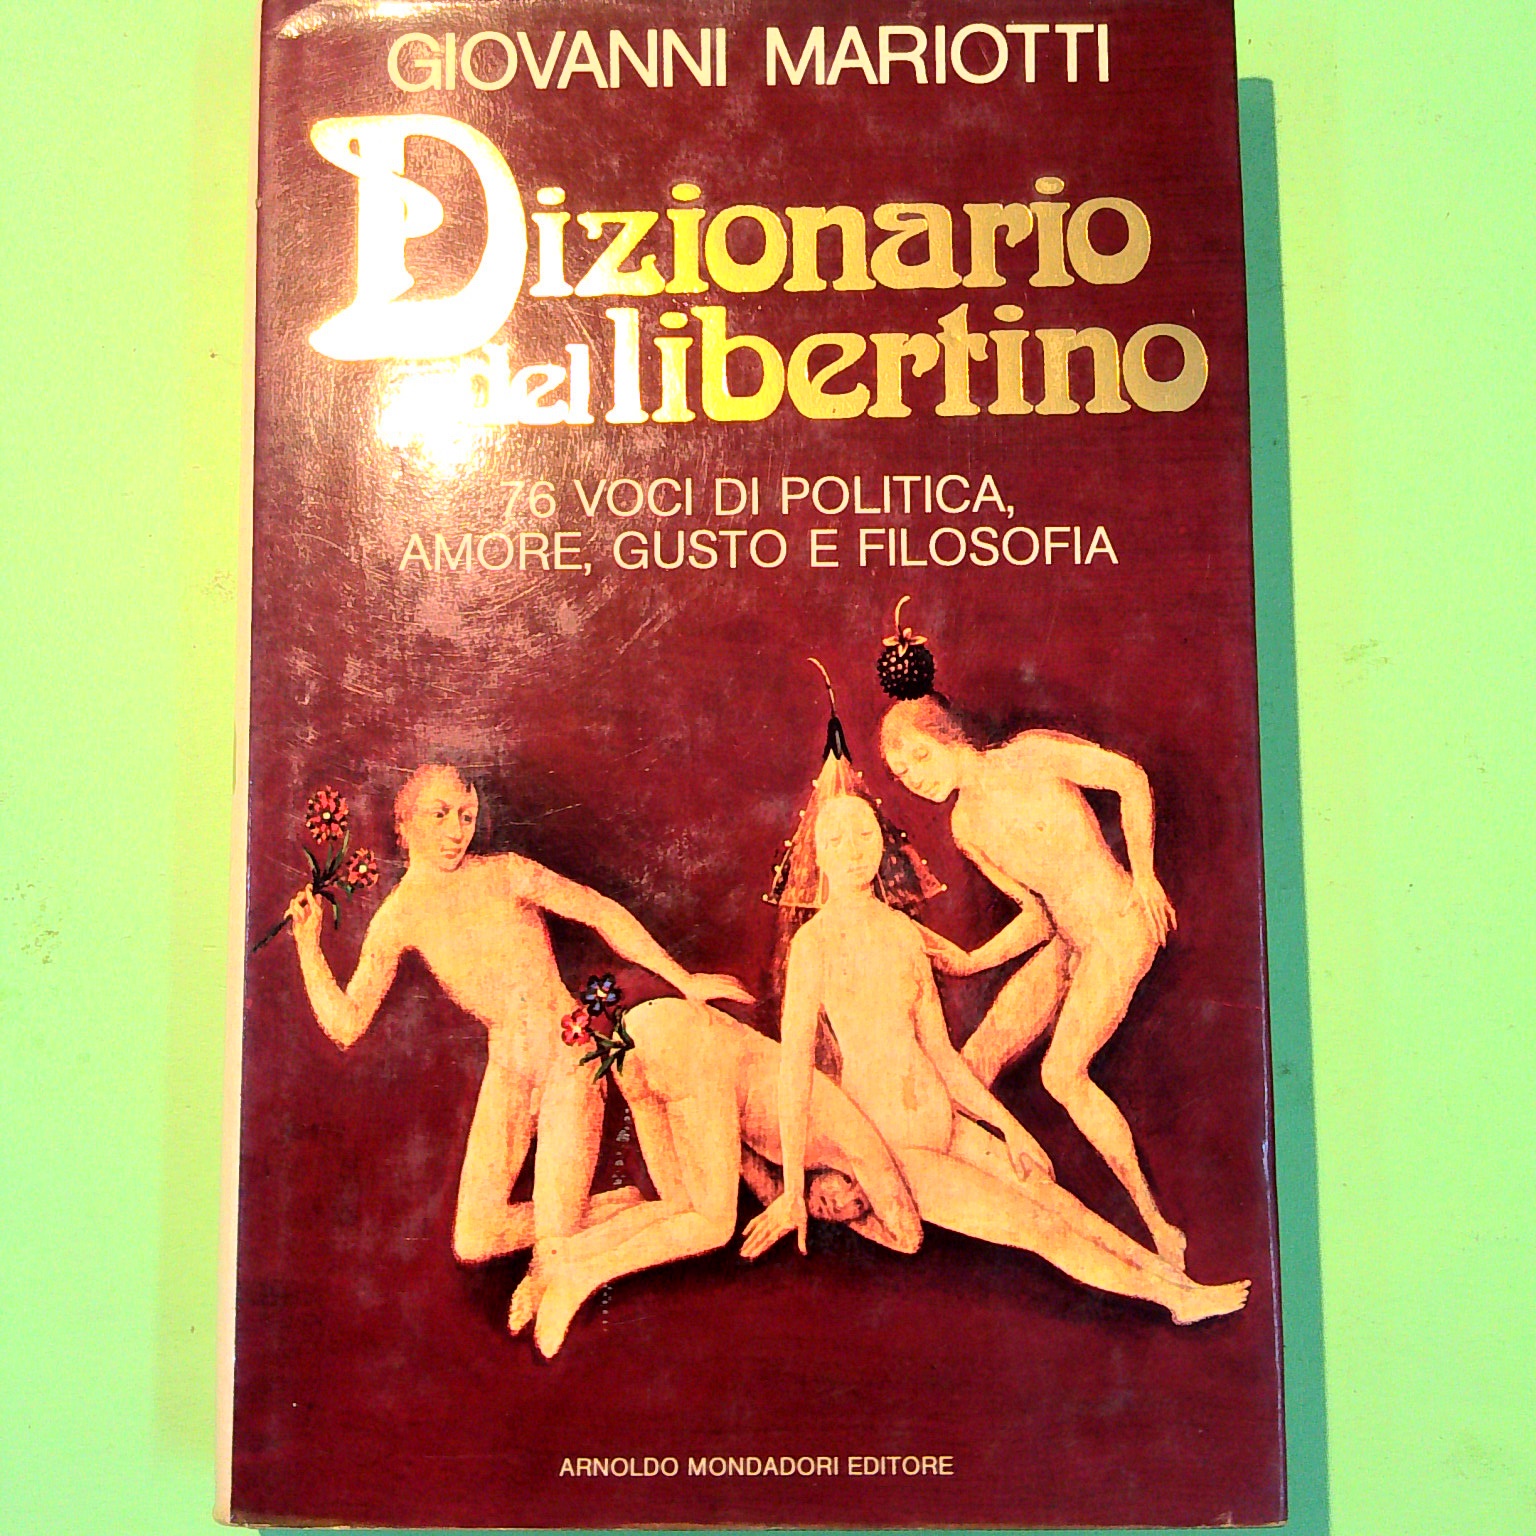 GIOVANNI MARIOTTI
Dizionario
del libertino
76 VOCI DI POLITICA,
AMORE, GUSTO E FILOSOFIA
ARNOLDO MONDADORI EDITORE